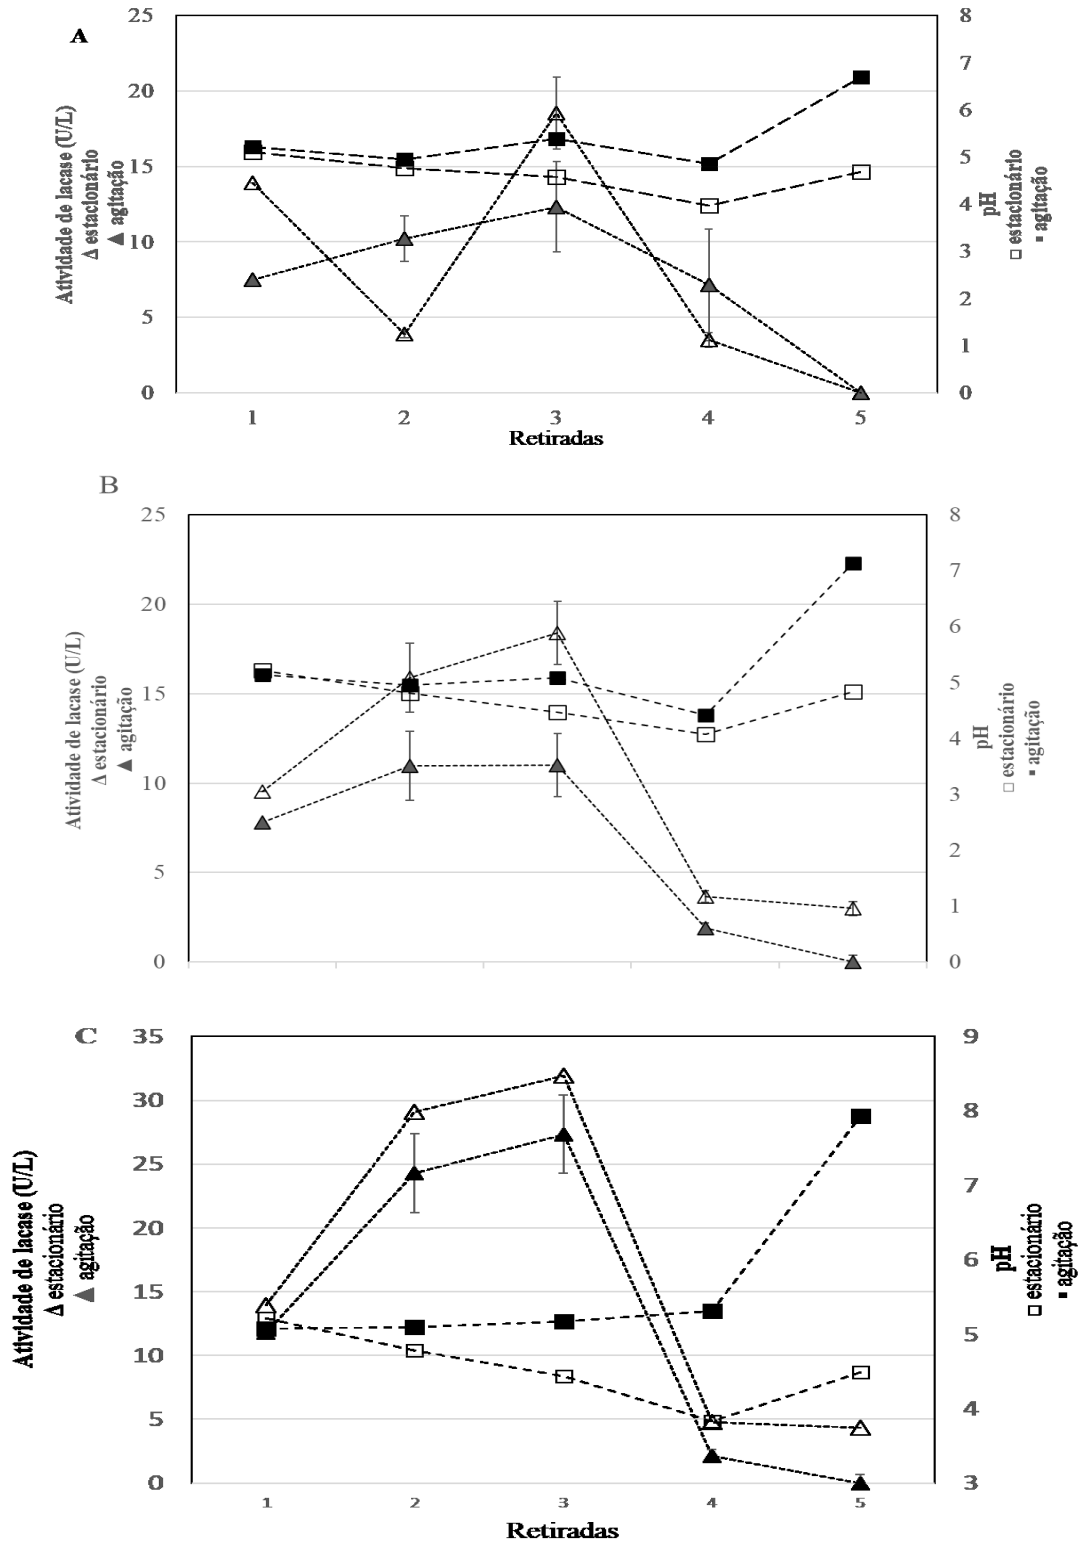 A
Atividade de lacase (U/L)
Δ estacionário
▲ agitação
25
20
15
10
5
0
8
7
6
5
4
3
2
1
0
pH
□ estacionário
▪ agitação
1 2 3 4 5
Retiradas
B
Atividade de lacase (U/L)
Δ estacionário
▲ agitação
25
20
15
10
5
0
8
7
6
5
4
3
2
1
0
pH
□ estacionário
▪ agitação
C
Atividade de lacase (U/L)
Δ estacionário
▲ agitação
35
30
25
20
15
10
5
0
9
8
7
6
5
4
3
pH
□ estacionário
▪ agitação
1 2 3 4 5
Retiradas